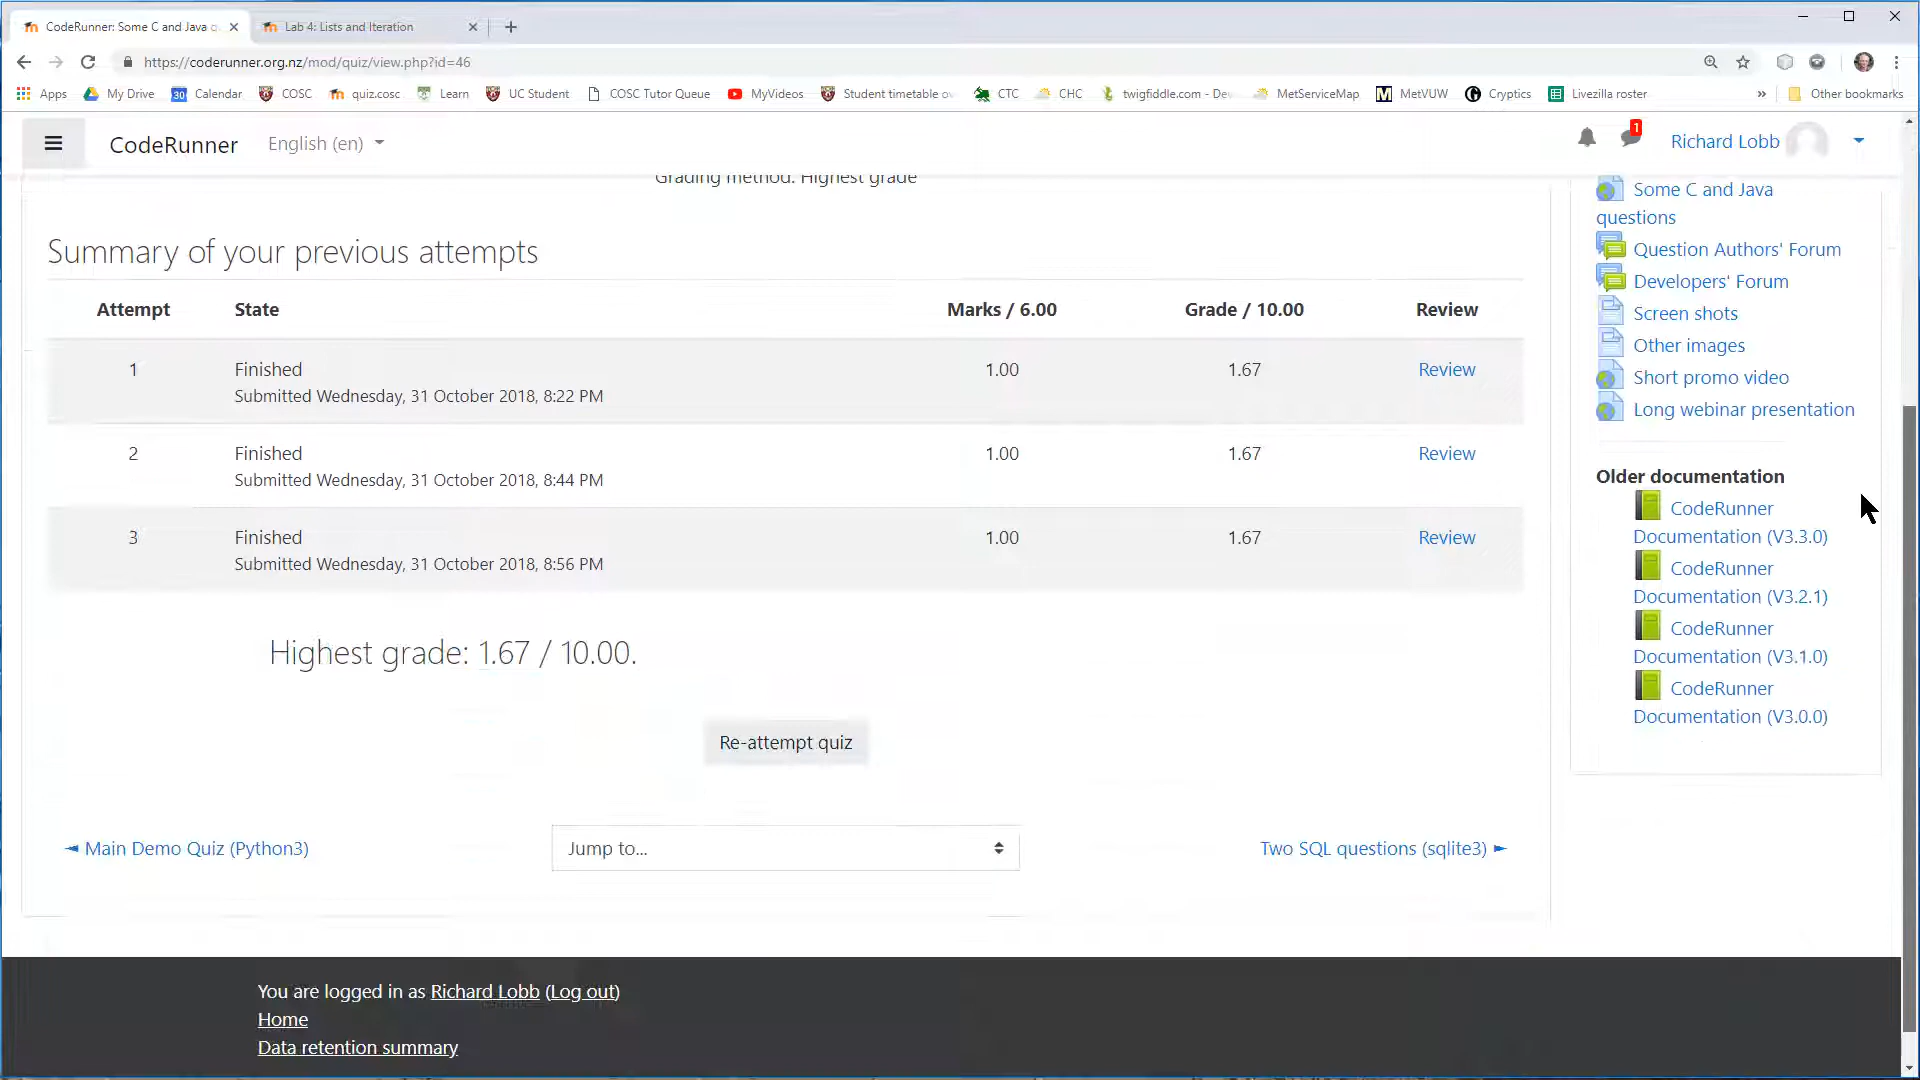 CodeRunner: Some C and Java q
Lab 4: Lists and Iteration
https://coderunner.org.nz/mod/quiz/view.php?id=46
Apps My Drive 30 Calendar COSC quiz.cosc Learn UC Student COSC Tutor Queue MyVideos Student timetable ov CTC CHC twigfiddle.com - De MetServiceMap M MetVUW Cryptics Livezilla roster » Other bookmarks
CodeRunner English (en) 1 Richard Lobb
Grading method: Highest grade
Summary of your previous attempts
Attempt State Marks / 6.00 Grade / 10.00 Review
1 Finished 1.00 1.67 Review
Submitted Wednesday, 31 October 2018, 8:22 PM
2 Finished 1.00 1.67 Review
Submitted Wednesday, 31 October 2018, 8:44 PM
3 Finished 1.00 1.67 Review
Submitted Wednesday, 31 October 2018, 8:56 PM
Highest grade: 1.67 / 10.00.
Re-attempt quiz
◄ Main Demo Quiz (Python3)
Jump to...
Two SQL questions (sqlite3) ►
Some C and Java
questions
Question Authors' Forum
Developers' Forum
Screen shots
Other images
Short promo video
Long webinar presentation
Older documentation
CodeRunner
Documentation (V3.3.0)
CodeRunner
Documentation (V3.2.1)
CodeRunner
Documentation (V3.1.0)
CodeRunner
Documentation (V3.0.0)
You are logged in as Richard Lobb (Log out)
Home
Data retention summary